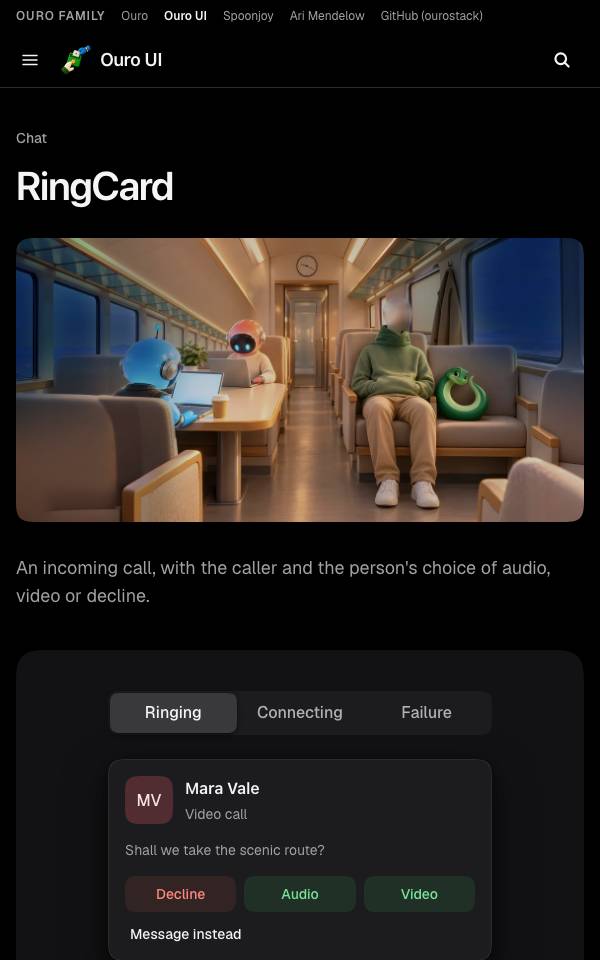 OURO FAMILY Ouro Ouro UI Spoonjoy Ari Mendelow GitHub (ourostack)
Ouro UI
Chat
RingCard
An incoming call, with the caller and the person's choice of audio,
video or decline.
Ringing Connecting Failure
MV
Mara Vale
Video call
Shall we take the scenic route?
Decline Audio Video
Message instead